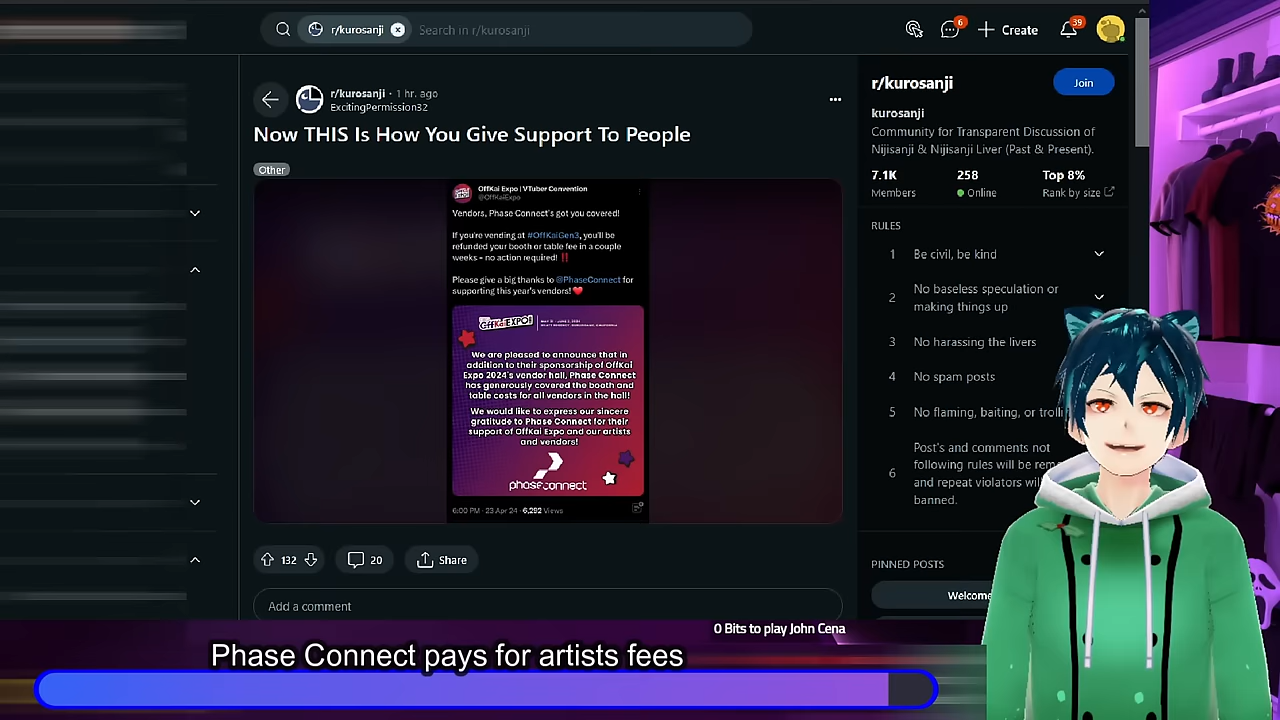 r/kurosanji
Search in r/kurosanji
6
Create
39
r/kurosanji · 1 hr. ago
ExcitingPermission32
Now THIS Is How You Give Support To People
Other
OffKai Expo | VTuber Convention
@OffKaiExpo
Vendors, Phase Connect's got you covered!
If you're vending at #OffKaiGen3, you'll be
refunded your booth or table fee in a couple
weeks - no action required! ‼️
Please give a big thanks to @PhaseConnect for
supporting this year's vendors! ❤️
OffKai EXPO!
We are pleased to announce that in
addition to their sponsorship of OffKai
Expo 2024's vendor hall, Phase Connect
has generously covered the booth and
table costs for all vendors in the hall!
We would like to express our sincere
gratitude to Phase Connect for their
support of OffKai Expo and our artists
and vendors!
phaseconnect
6:00 PM · 23 Apr 24 · 6,292 Views
132
20
Share
Add a comment
r/kurosanji
Join
kurosanji
Community for Transparent Discussion of
Nijisanji & Nijisanji Liver (Past & Present).
7.1K
258
Top 8%
Members
Online
Rank by size
RULES
1 Be civil, be kind
2 No baseless speculation or
making things up
3 No harassing the livers
4 No spam posts
5 No flaming, baiting, or trolli
6 Post's and comments not
following rules will be rem
and repeat violators wil
banned.
PINNED POSTS
Welcome
0 Bits to play John Cena
Phase Connect pays for artists fees